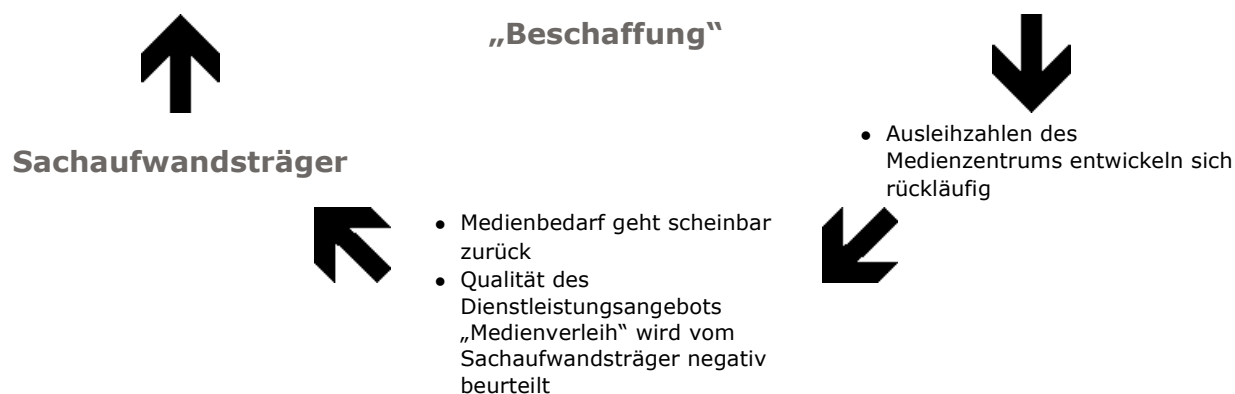 „Beschaffung“
Sachaufwandsträger
● Ausleihzahlen des
Medienzentrums entwickeln sich
rückläufig
● Medienbedarf geht scheinbar
zurück
● Qualität des
Dienstleistungsangebots
„Medienverleih“ wird vom
Sachaufwandsträger negativ
beurteilt